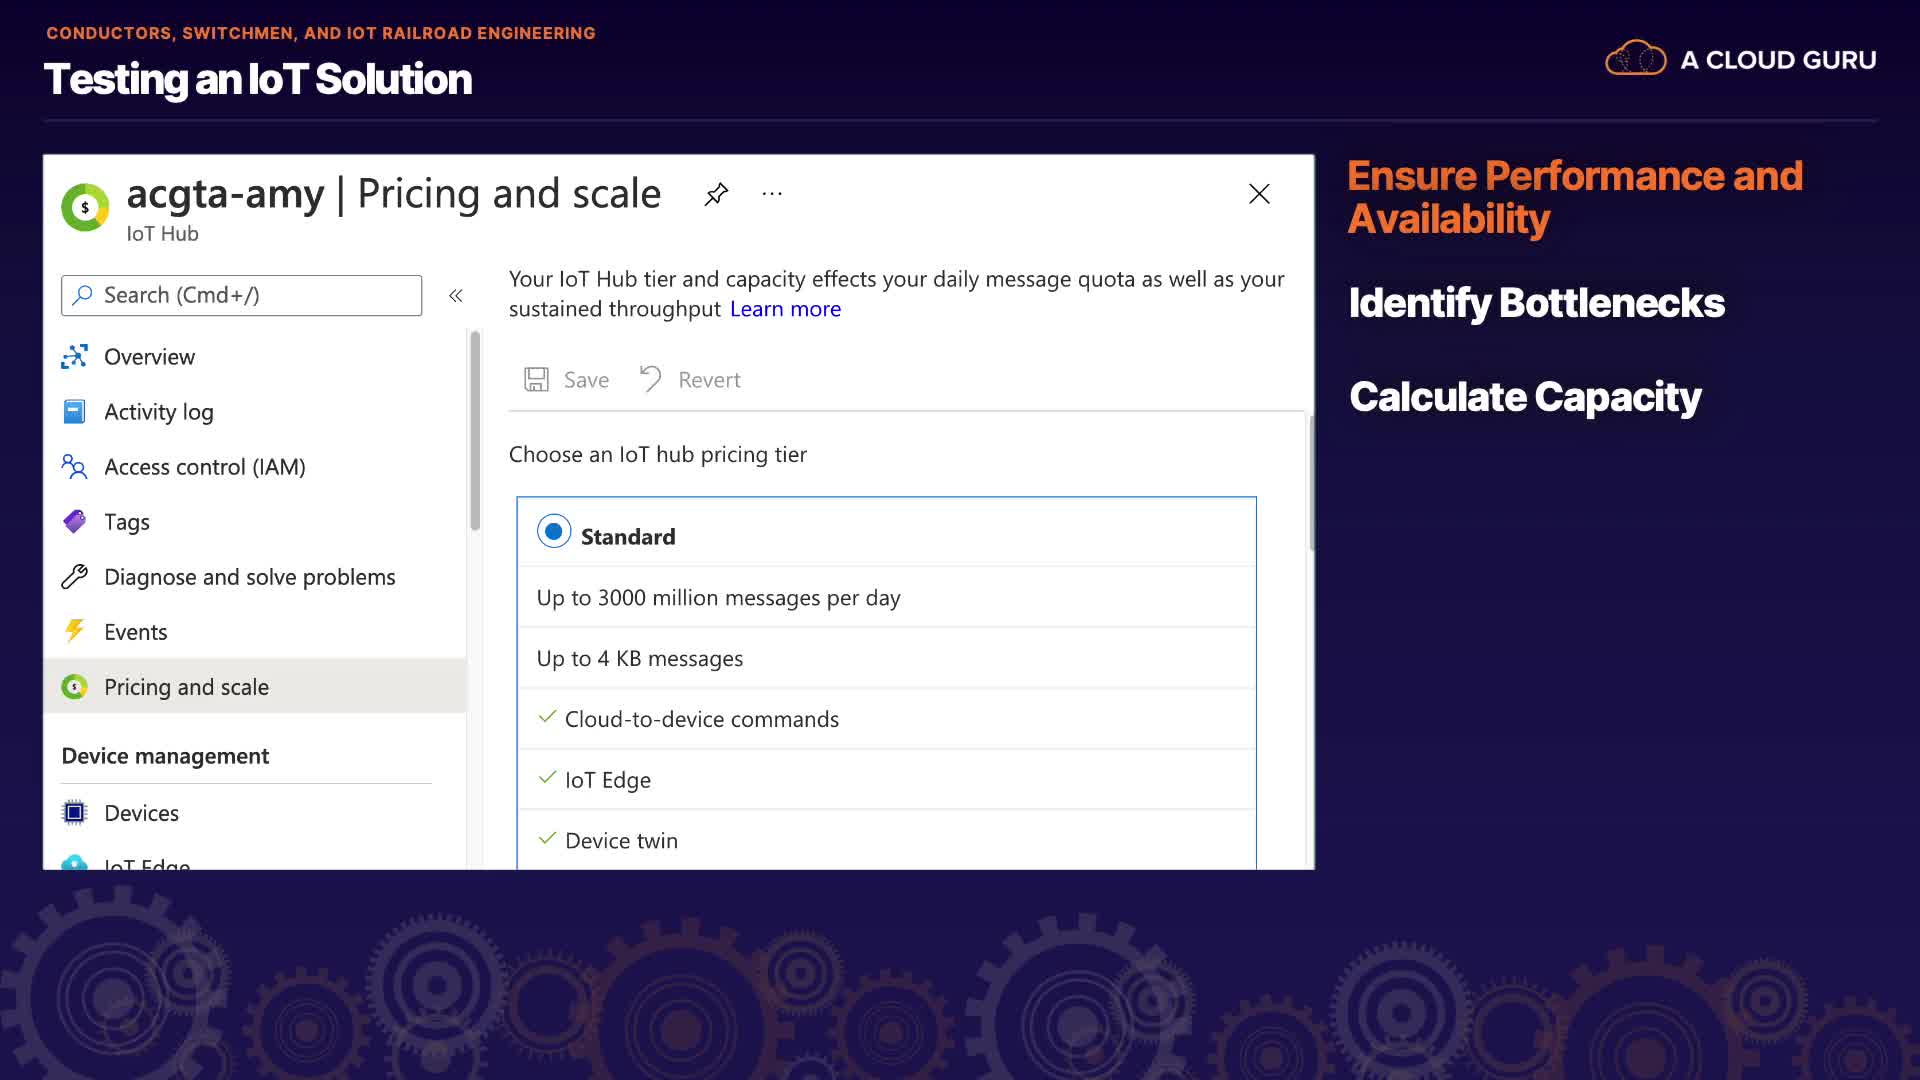 CONDUCTORS, SWITCHMEN, AND IOT RAILROAD ENGINEERING
Testing an IoT Solution
A CLOUD GURU
acgta-amy | Pricing and scale
IoT Hub
Search (Cmd+/)
Overview
Activity log
Access control (IAM)
Tags
Diagnose and solve problems
Events
Pricing and scale
Device management
Devices
IoT Edge
Your IoT Hub tier and capacity effects your daily message quota as well as your
sustained throughput Learn more
Save Revert
Choose an IoT hub pricing tier
Standard
Up to 3000 million messages per day
Up to 4 KB messages
Cloud-to-device commands
IoT Edge
Device twin
Ensure Performance and
Availability
Identify Bottlenecks
Calculate Capacity